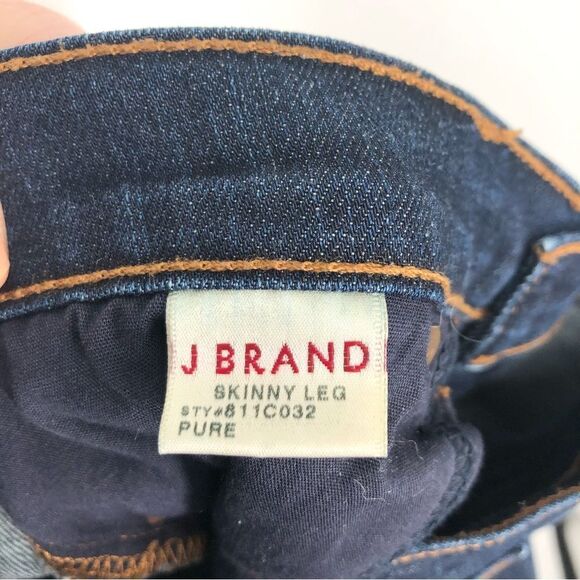 J BRAND
SKINNY LEG
STY#811C032
PURE